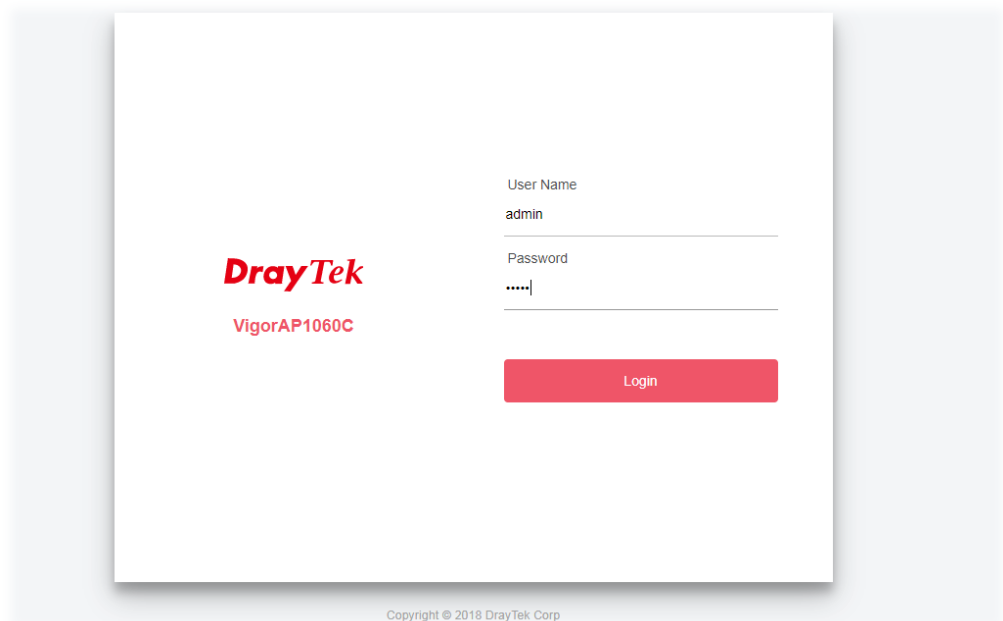 User Name
admin
Password
•••••
DrayTek
VigorAP1060C
Login
Copyright © 2018 DrayTek Corp